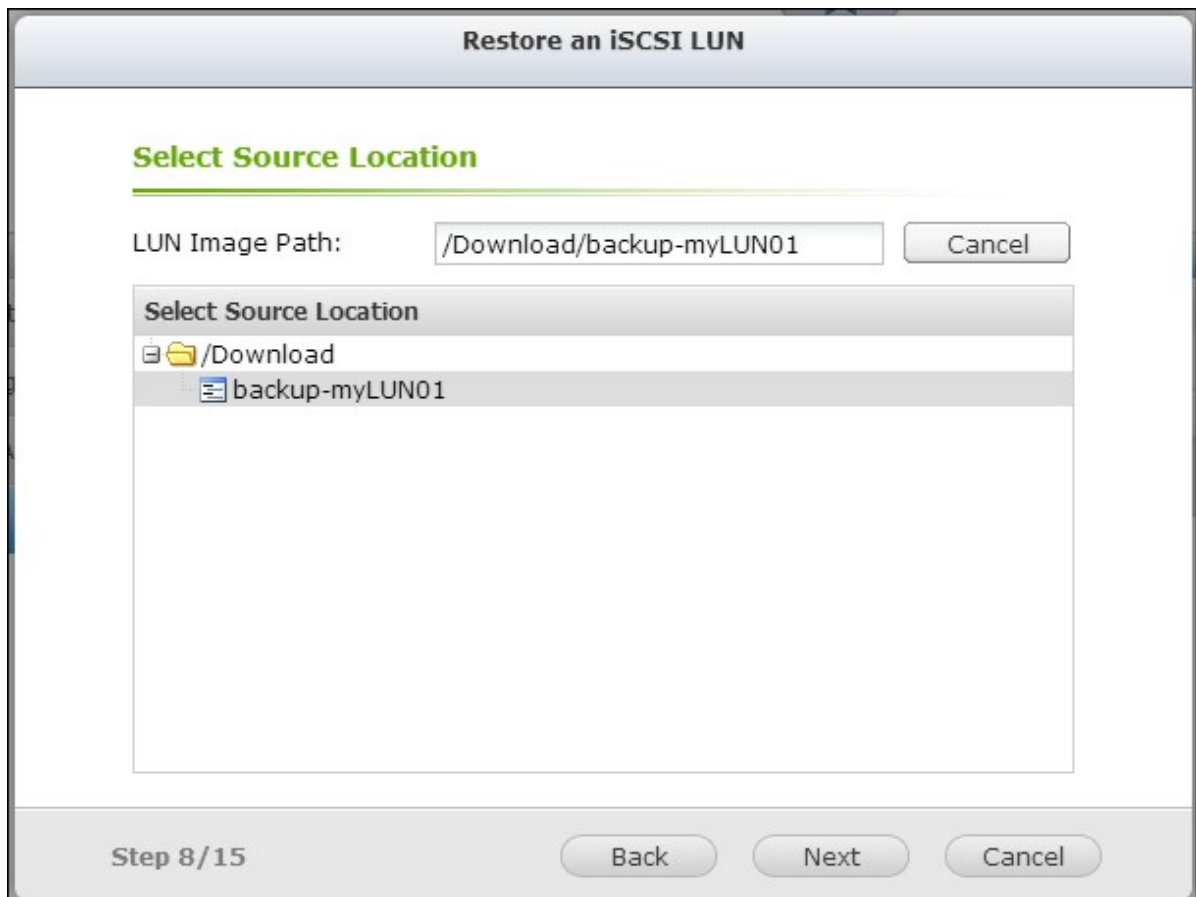 Restore an iSCSI LUN
Select Source Location
LUN Image Path: /Download/backup-myLUN01 Cancel
Select Source Location
/Download
backup-myLUN01
Step 8/15 Back Next Cancel